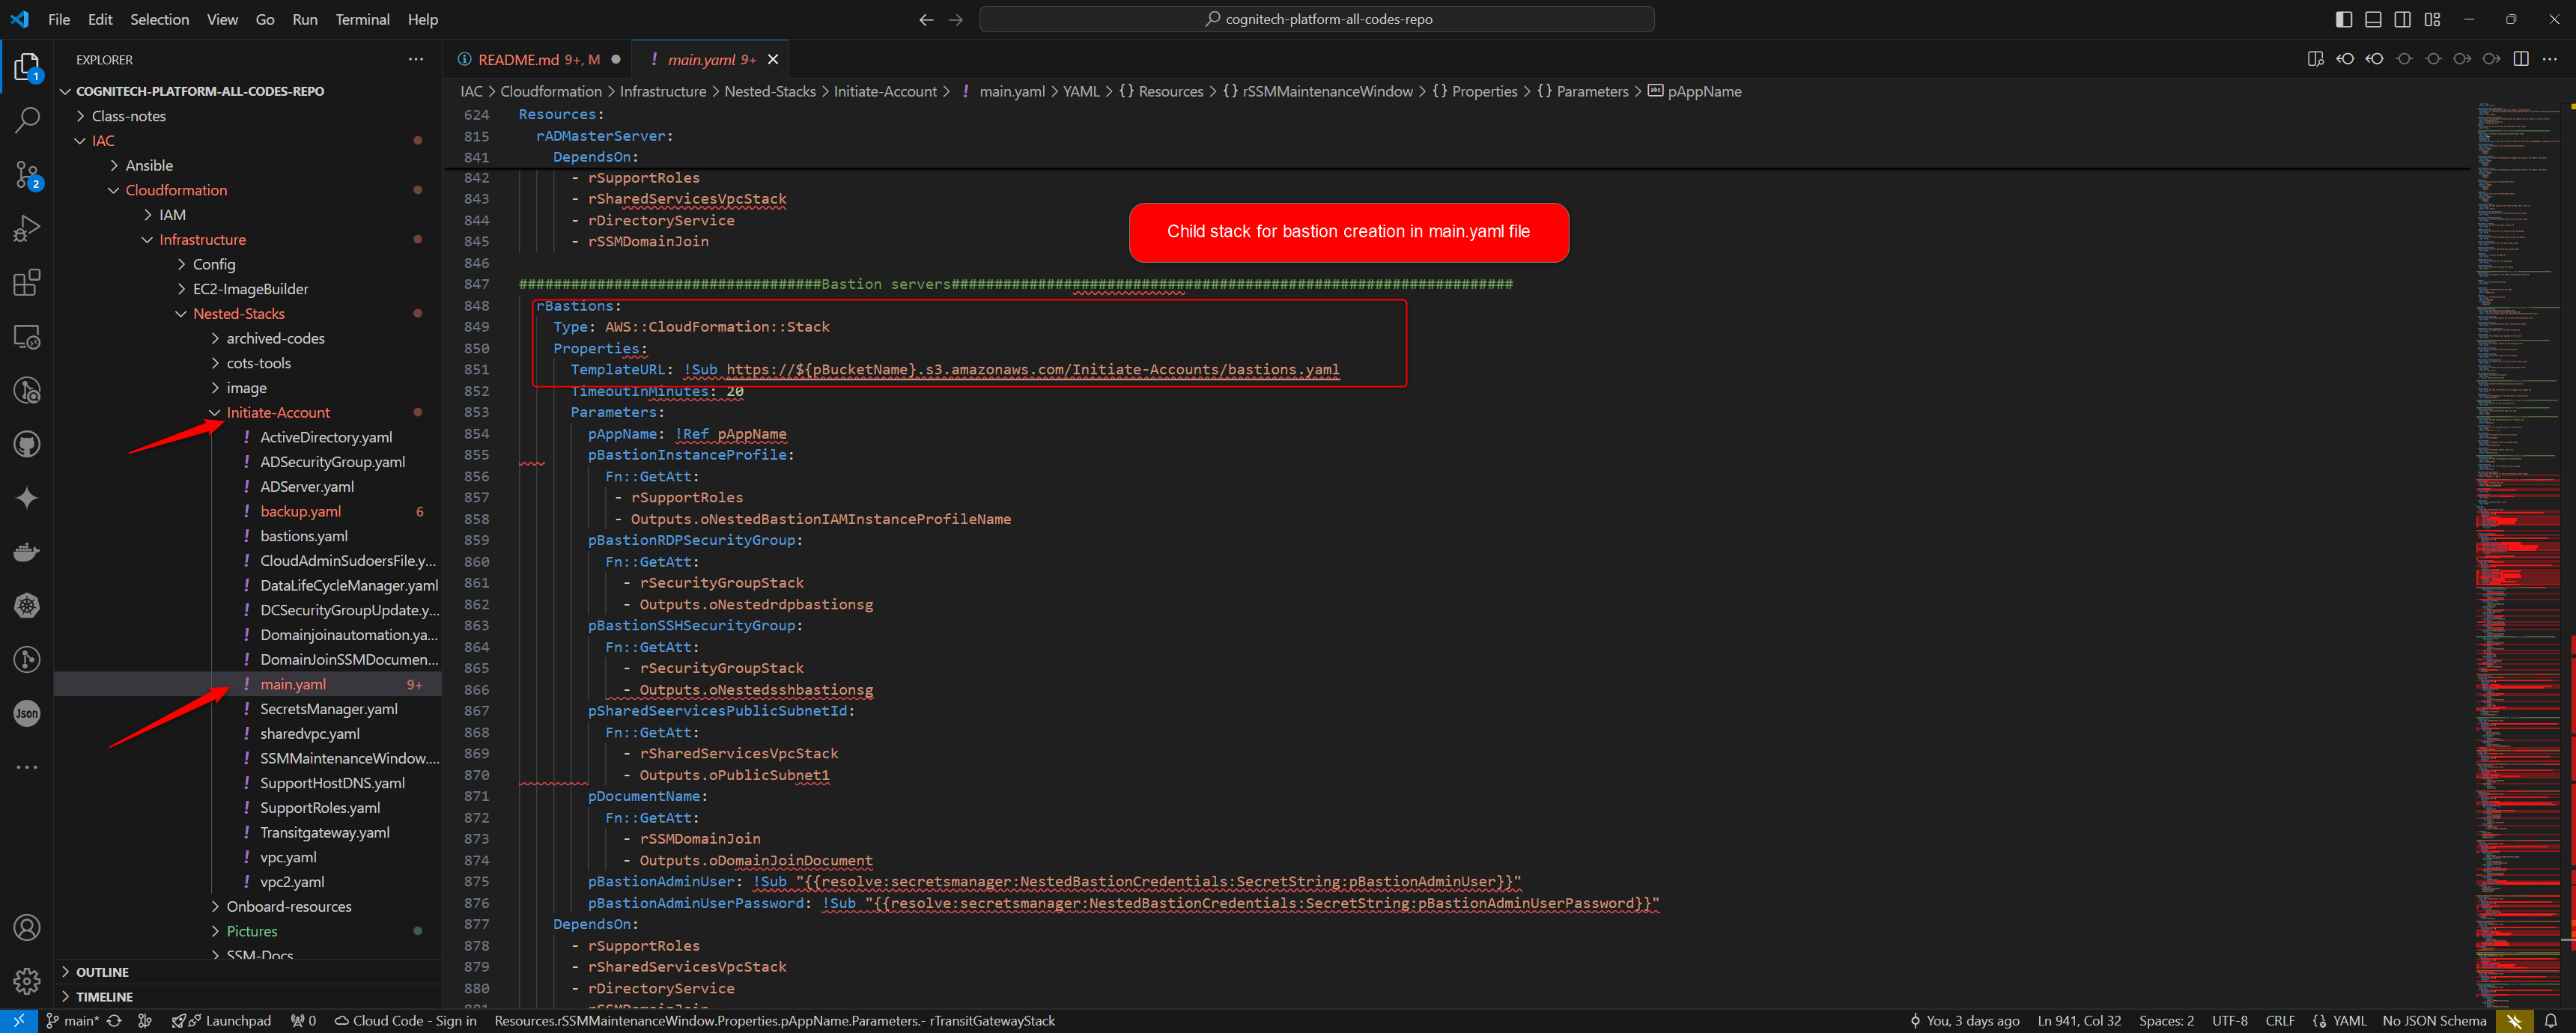 File Edit Selection View Go Run Terminal Help
cognitech-platform-all-codes-repo
EXPLORER
README.md 9+, M
! main.yaml 9+
IAC > Cloudformation > Infrastructure > Nested-Stacks > Initiate-Account > ! main.yaml > YAML > {} Resources > {} rSSMMaintenanceWindow > {} Properties > {} Parameters > abc pAppName
COGNITECH-PLATFORM-ALL-CODES-REPO
Class-notes
IAC
Ansible
Cloudformation
IAM
Infrastructure
Config
EC2-ImageBuilder
Nested-Stacks
archived-codes
cots-tools
image
Initiate-Account
! ActiveDirectory.yaml
! ADSecurityGroup.yaml
! ADServer.yaml
! backup.yaml 6
! bastions.yaml
! CloudAdminSudoersFile.y...
! DataLifeCycleManager.yaml
! DCSecurityGroupUpdate.y...
! Domainjoinautomation.ya...
! DomainJoinSSMDocumen...
! main.yaml 9+
! SecretsManager.yaml
! sharedvpc.yaml
! SSMMaintenanceWindow....
! SupportHostDNS.yaml
! SupportRoles.yaml
! Transitgateway.yaml
! vpc.yaml
! vpc2.yaml
Onboard-resources
Pictures
SSM-Docs
OUTLINE
TIMELINE
1
2
Json
624 Resources:
815 rADMasterServer:
841 DependsOn:
842 - rSupportRoles
843 - rSharedServicesVpcStack
844 - rDirectoryService
845 - rSSMDomainJoin
846
Child stack for bastion creation in main.yaml file
847 ###################################Bastion servers#################################################################
848 rBastions:
849 Type: AWS::CloudFormation::Stack
850 Properties:
851 TemplateURL: !Sub https://${pBucketName}.s3.amazonaws.com/Initiate-Accounts/bastions.yaml
852 TimeoutInMinutes: 20
853 Parameters:
854 pAppName: !Ref pAppName
855 pBastionInstanceProfile:
856 Fn::GetAtt:
857 - rSupportRoles
858 - Outputs.oNestedBastionIAMInstanceProfileName
859 pBastionRDPSecurityGroup:
860 Fn::GetAtt:
861 - rSecurityGroupStack
862 - Outputs.oNestedrdpbastionsg
863 pBastionSSHSecurityGroup:
864 Fn::GetAtt:
865 - rSecurityGroupStack
866 - Outputs.oNestedsshbastionsg
867 pSharedSeervicesPublicSubnetId:
868 Fn::GetAtt:
869 - rSharedServicesVpcStack
870 - Outputs.oPublicSubnet1
871 pDocumentName:
872 Fn::GetAtt:
873 - rSSMDomainJoin
874 - Outputs.oDomainJoinDocument
875 pBastionAdminUser: !Sub "{{resolve:secretsmanager:NestedBastionCredentials:SecretString:pBastionAdminUser}}"
876 pBastionAdminUserPassword: !Sub "{{resolve:secretsmanager:NestedBastionCredentials:SecretString:pBastionAdminUserPassword}}"
877 DependsOn:
878 - rSupportRoles
879 - rSharedServicesVpcStack
880 - rDirectoryService
881 - rSSMDomainJoin
main* Launchpad 0 Cloud Code - Sign in Resources.rSSMMaintenanceWindow.Properties.pAppName.Parameters.- rTransitGatewayStack
You, 3 days ago Ln 941, Col 32 Spaces: 2 UTF-8 CRLF {} YAML No JSON Schema